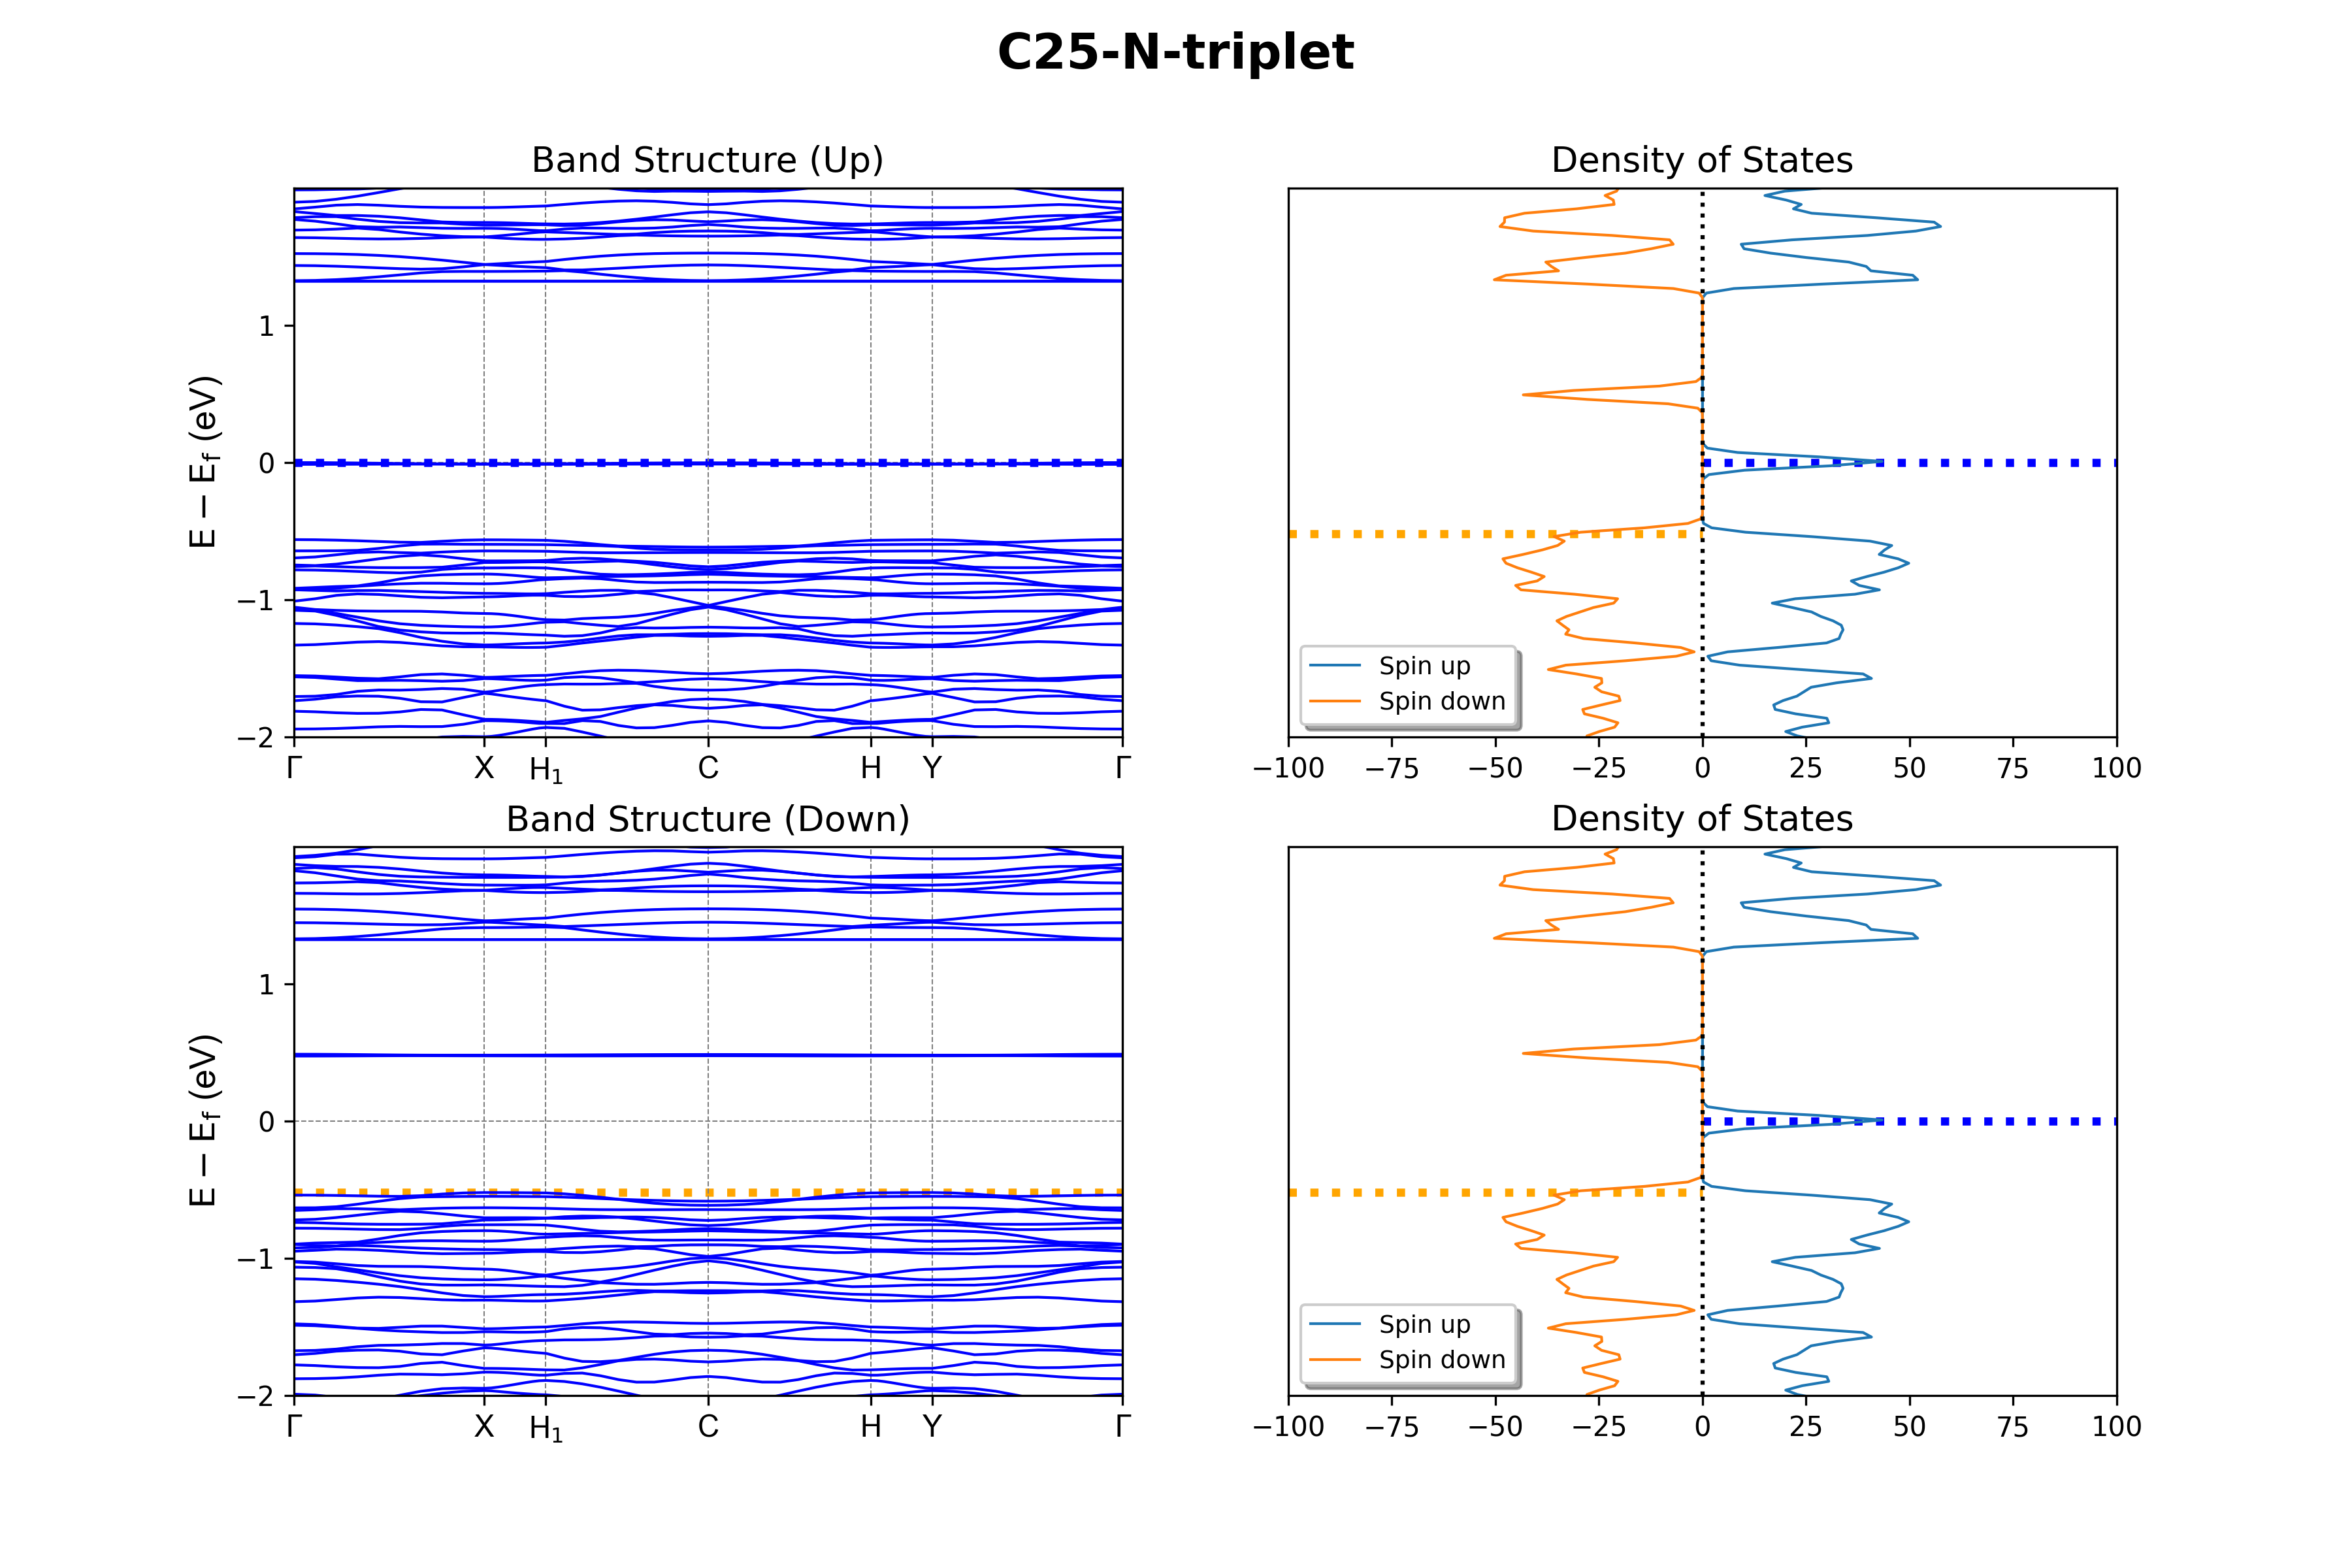 C25-N-triplet
Band Structure (Up)
Density of States
E − E_f (eV)
1
0
−1
−2
Γ X H_1 C H Y Γ
Spin up
Spin down
−100 −75 −50 −25 0 25 50 75 100
Band Structure (Down)
Density of States
E − E_f (eV)
1
0
−1
−2
Γ X H_1 C H Y Γ
Spin up
Spin down
−100 −75 −50 −25 0 25 50 75 100